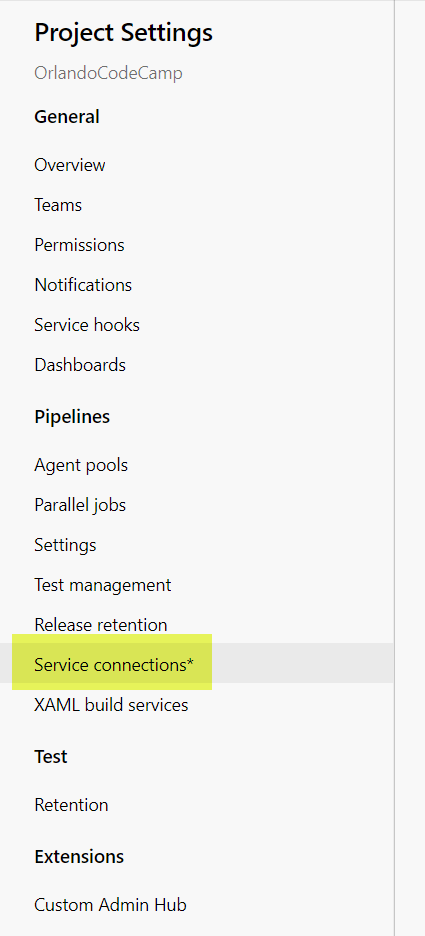 Project Settings
OrlandoCodeCamp
General
Overview
Teams
Permissions
Notifications
Service hooks
Dashboards
Pipelines
Agent pools
Parallel jobs
Settings
Test management
Release retention
Service connections*
XAML build services
Test
Retention
Extensions
Custom Admin Hub